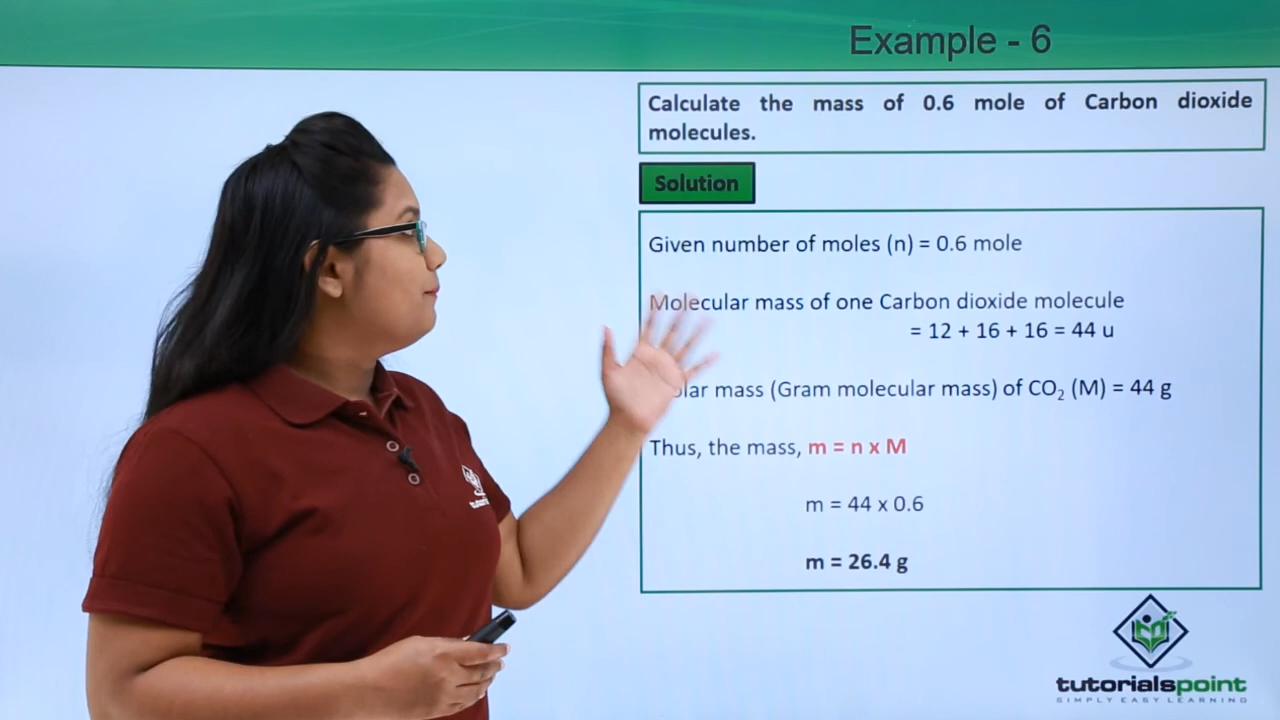 Example - 6
Calculate the mass of 0.6 mole of Carbon dioxide
molecules.
Solution
Given number of moles (n) = 0.6 mole
Molecular mass of one Carbon dioxide molecule
= 12 + 16 + 16 = 44 u
mass (Gram molecular mass) of CO₂ (M) = 44 g
Thus, the mass, m = n x M
m = 44 x 0.6
m = 26.4 g
tutorialspoint
SIMPLY EASY LEARNING